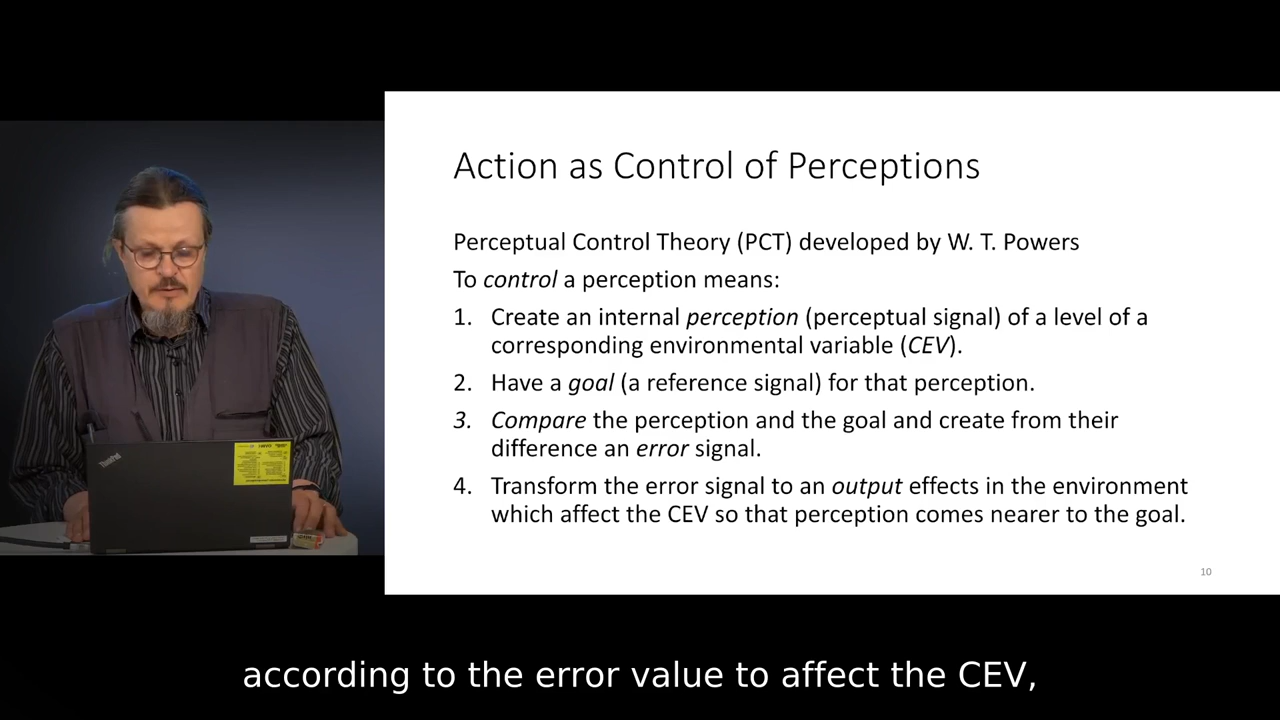 Action as Control of Perceptions
Perceptual Control Theory (PCT) developed by W. T. Powers
To control a perception means:
1. Create an internal perception (perceptual signal) of a level of a
corresponding environmental variable (CEV).
2. Have a goal (a reference signal) for that perception.
3. Compare the perception and the goal and create from their
difference an error signal.
4. Transform the error signal to an output effects in the environment
which affect the CEV so that perception comes nearer to the goal.
10
ThinkPad
according to the error value to affect the CEV,